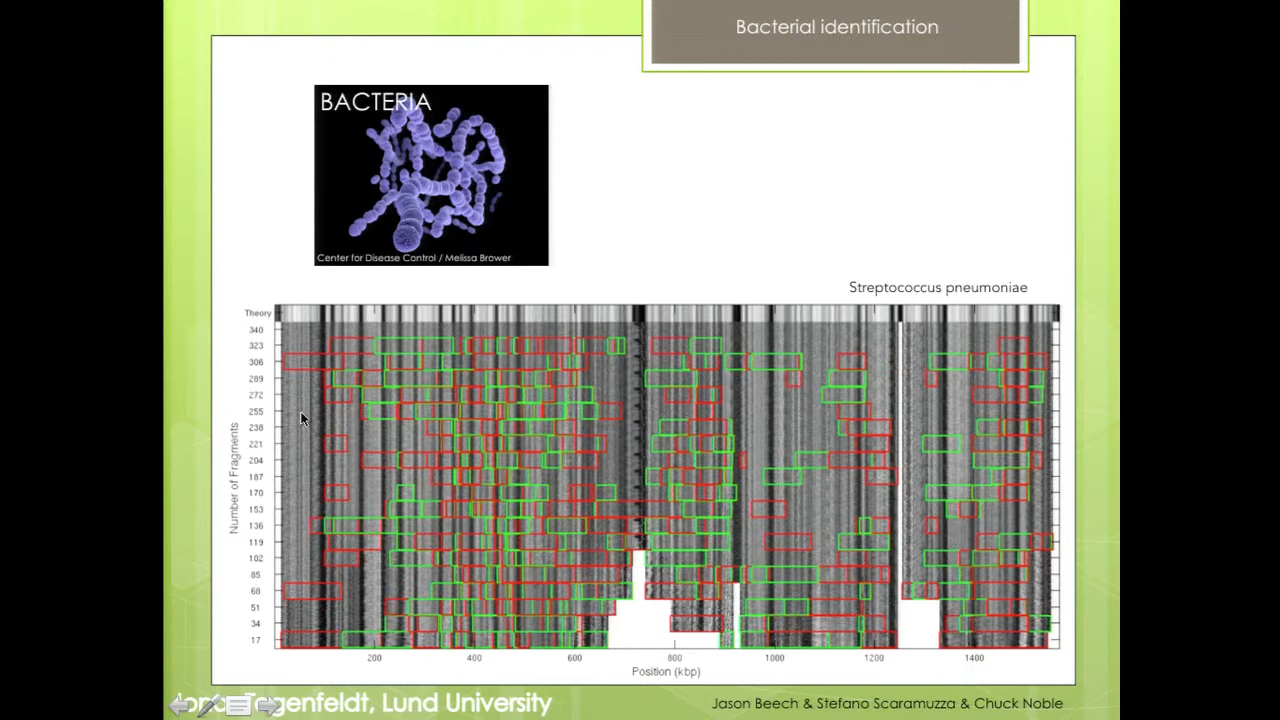 Bacterial identification
BACTERIA
Center for Disease Control / Melissa Brower
Streptococcus pneumoniae
Theory
340
323
306
289
272
255
238
221
204
187
170
153
136
119
102
85
68
51
34
17
Number of Fragments
200 400 600 800 1000 1200 1400
Position (kbp)
Tegenfeldt, Lund University
Jason Beech & Stefano Scaramuzza & Chuck Noble